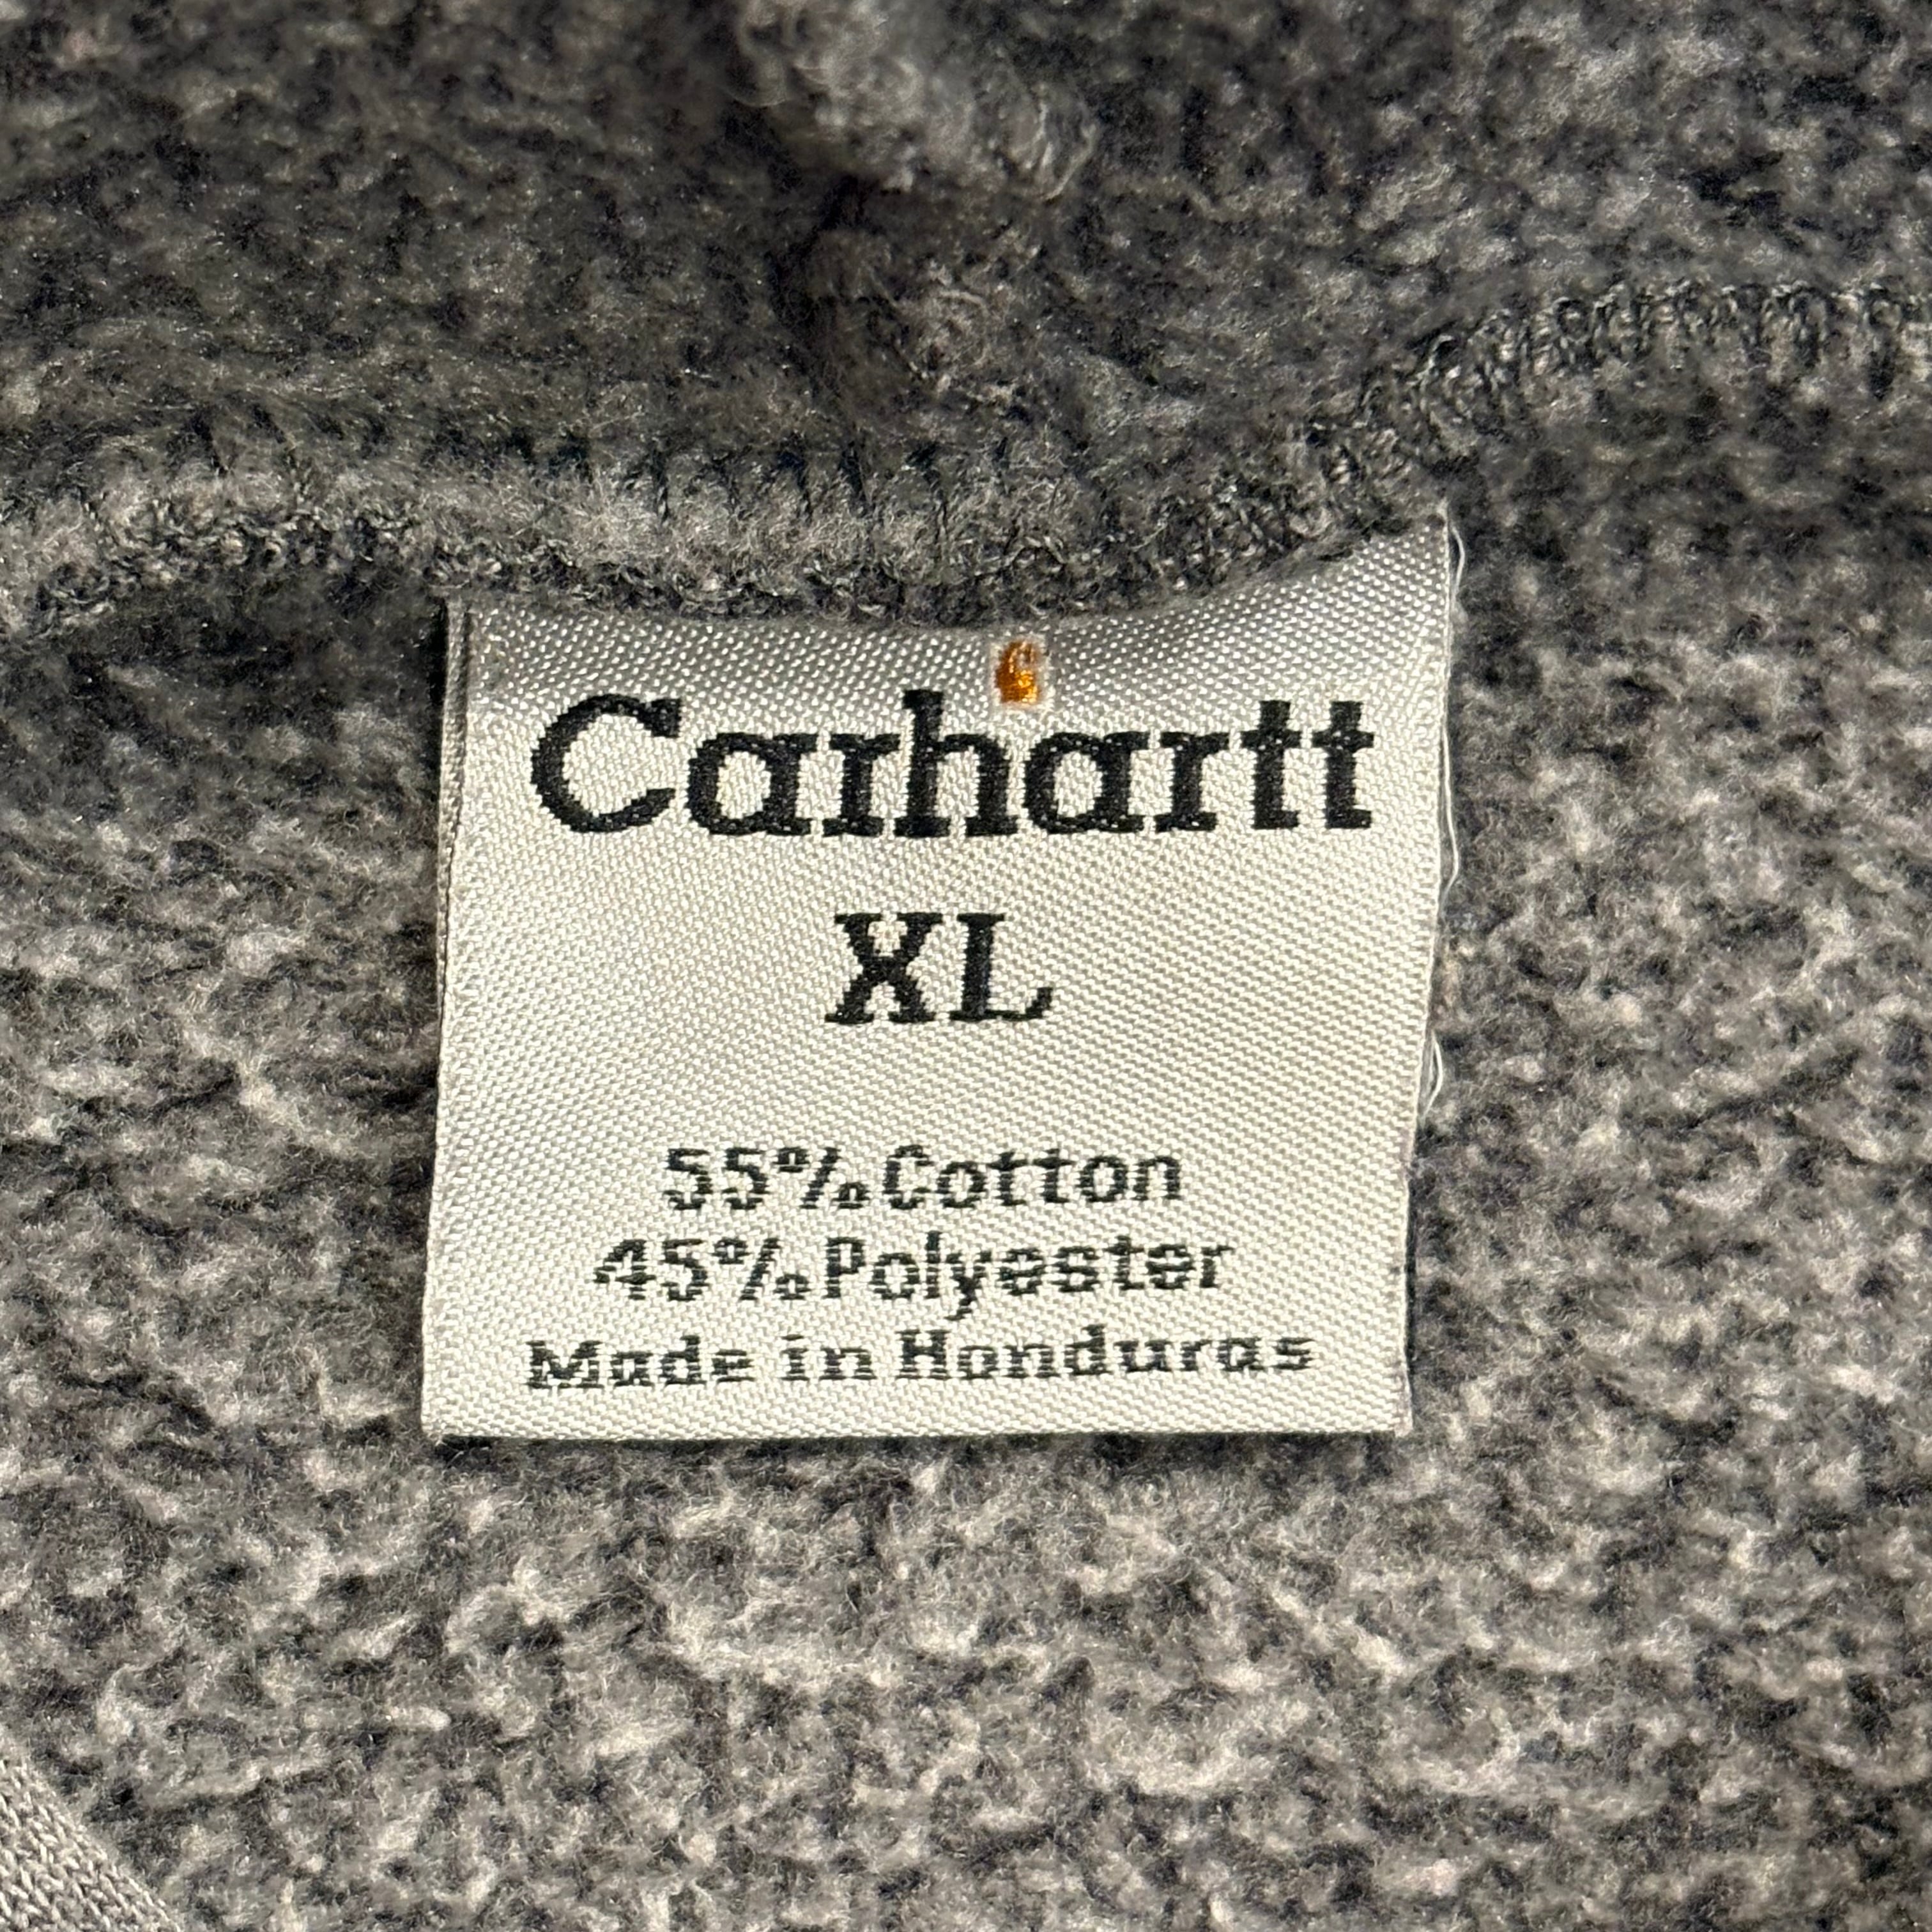 Carhartt
XL
55% Cotton
45% Polyester
Made in Honduras